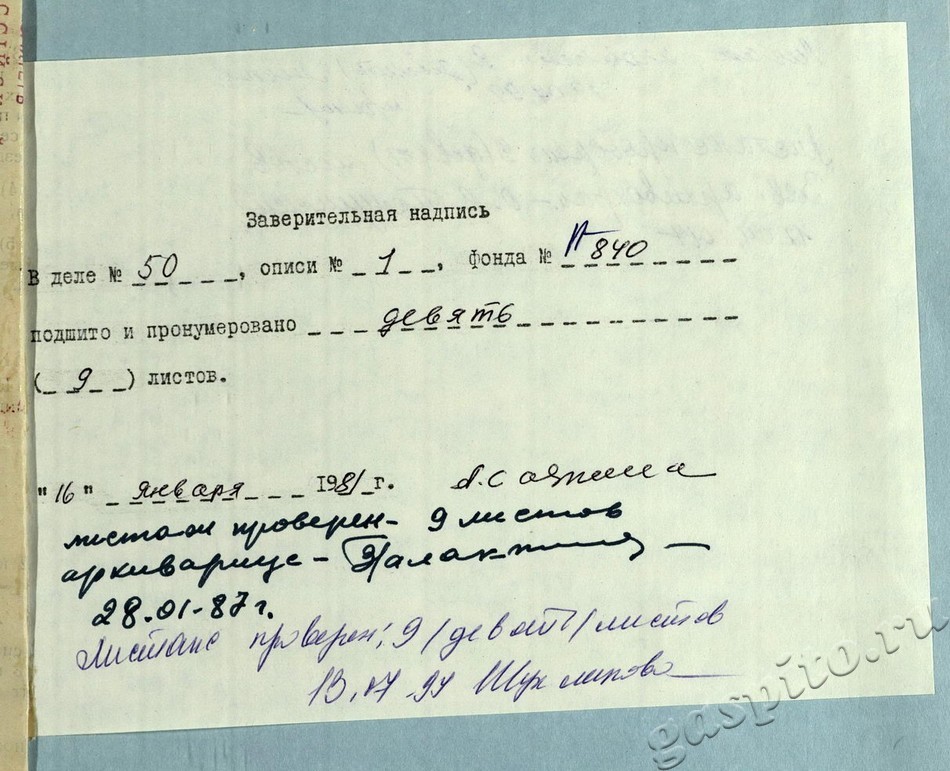 Заверительная надпись
В деле № 50, описи № 1, фонда № П-840
подшито и пронумеровано девять
(9) листов.
"16" января 1981 г.
листаж проверен - 9 листов
архивариус -
28.01-87 г.
Листаж проверен: 9 /девять/ листов
13.07.94
gaspito.ru